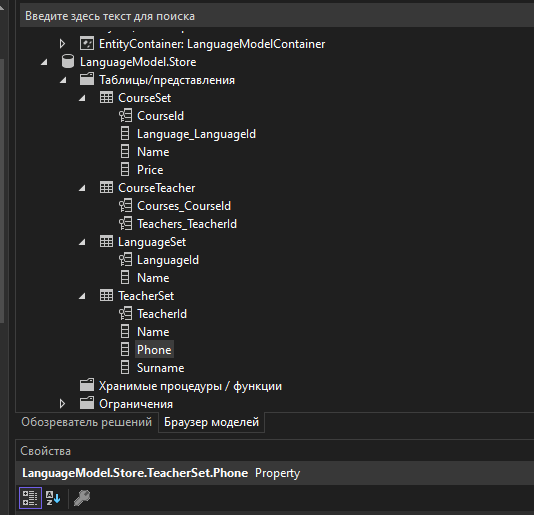 Введите здесь текст для поиска
EntityContainer: LanguageModelContainer
LanguageModel.Store
Таблицы/представления
CourseSet
CourseId
Language_LanguageId
Name
Price
CourseTeacher
Courses_CourseId
Teachers_TeacherId
LanguageSet
LanguageId
Name
TeacherSet
TeacherId
Name
Phone
Surname
Хранимые процедуры / функции
Ограничения
Обозреватель решений Браузер моделей
Свойства
LanguageModel.Store.TeacherSet.Phone Property